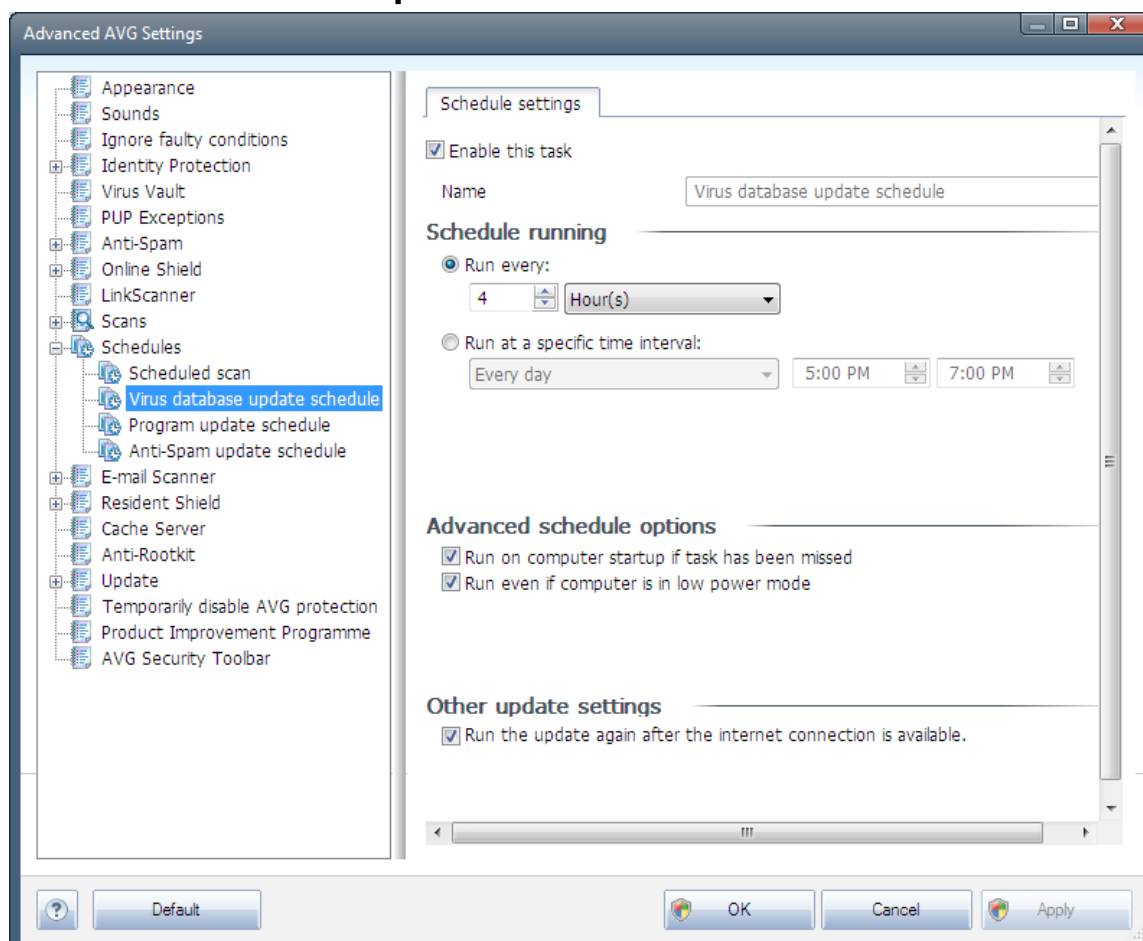 Advanced AVG Settings
Appearance
Sounds
Ignore faulty conditions
Identity Protection
Virus Vault
PUP Exceptions
Anti-Spam
Online Shield
LinkScanner
Scans
Schedules
Scheduled scan
Virus database update schedule
Program update schedule
Anti-Spam update schedule
E-mail Scanner
Resident Shield
Cache Server
Anti-Rootkit
Update
Temporarily disable AVG protection
Product Improvement Programme
AVG Security Toolbar
Schedule settings
Enable this task
Name Virus database update schedule
Schedule running
Run every:
4 Hour(s)
Run at a specific time interval:
Every day 5:00 PM 7:00 PM
Advanced schedule options
Run on computer startup if task has been missed
Run even if computer is in low power mode
Other update settings
Run the update again after the internet connection is available.
? Default OK Cancel Apply